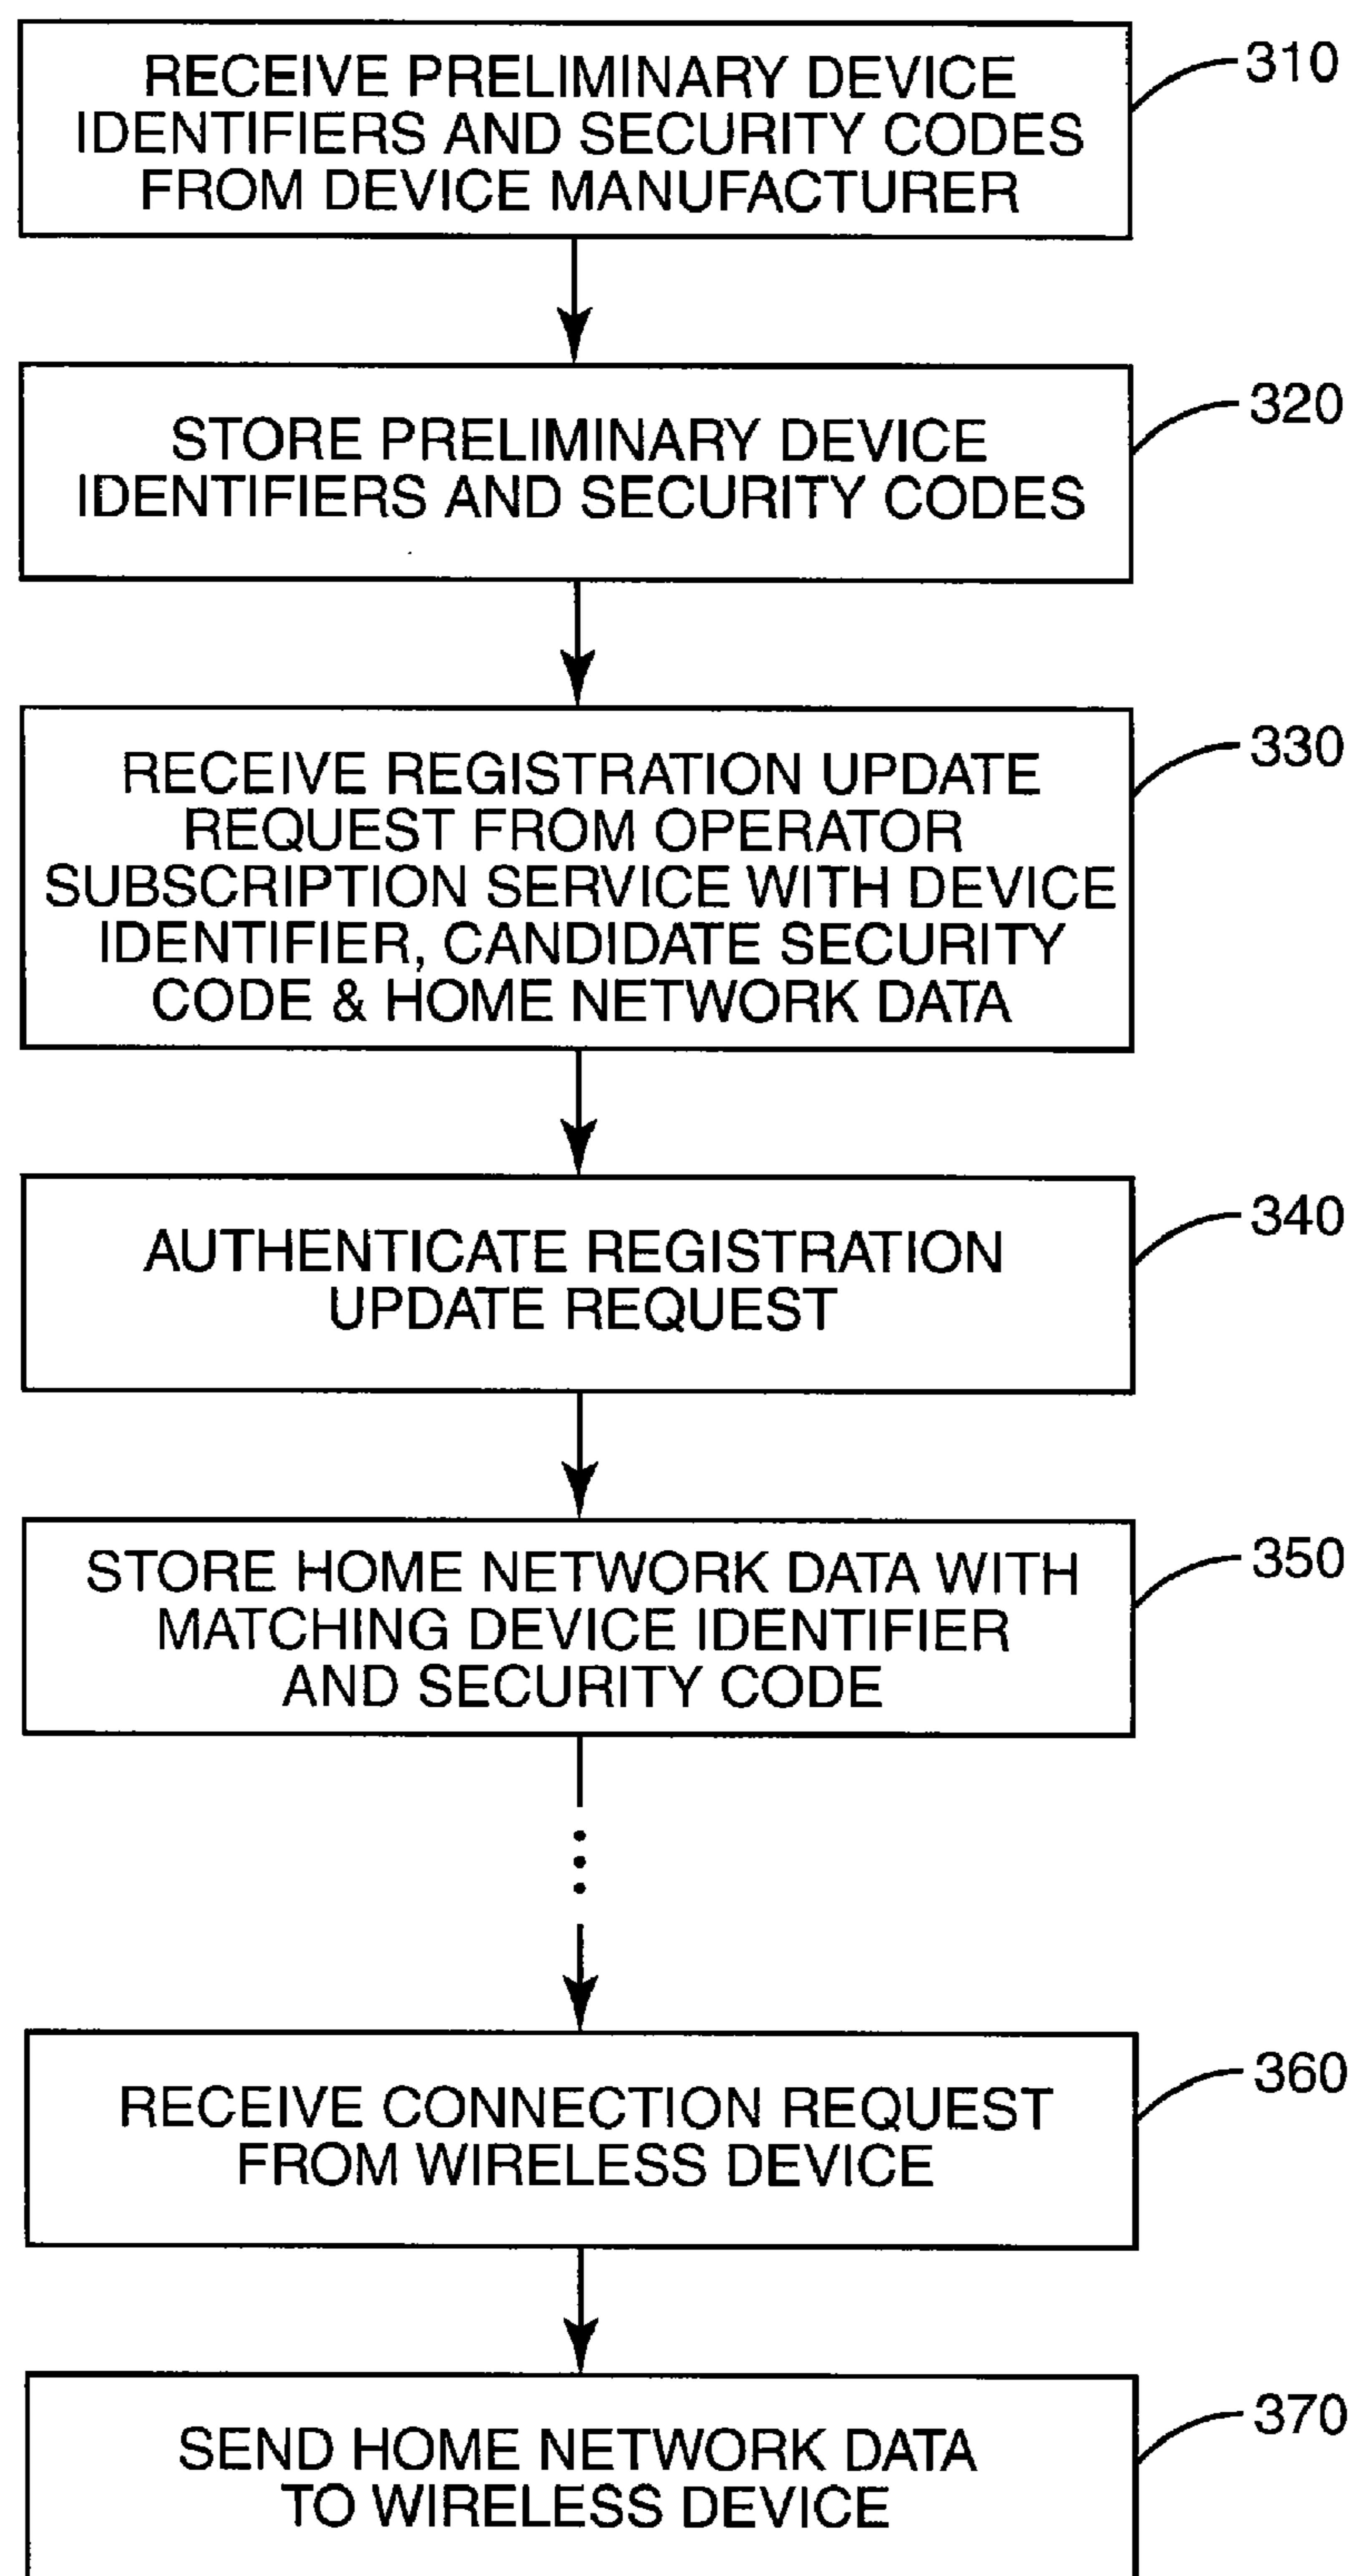 RECEIVE PRELIMINARY DEVICE
IDENTIFIERS AND SECURITY CODES
FROM DEVICE MANUFACTURER
310
STORE PRELIMINARY DEVICE
IDENTIFIERS AND SECURITY CODES
320
RECEIVE REGISTRATION UPDATE
REQUEST FROM OPERATOR
SUBSCRIPTION SERVICE WITH DEVICE
IDENTIFIER, CANDIDATE SECURITY
CODE & HOME NETWORK DATA
330
AUTHENTICATE REGISTRATION
UPDATE REQUEST
340
STORE HOME NETWORK DATA WITH
MATCHING DEVICE IDENTIFIER
AND SECURITY CODE
350
RECEIVE CONNECTION REQUEST
FROM WIRELESS DEVICE
360
SEND HOME NETWORK DATA
TO WIRELESS DEVICE
370